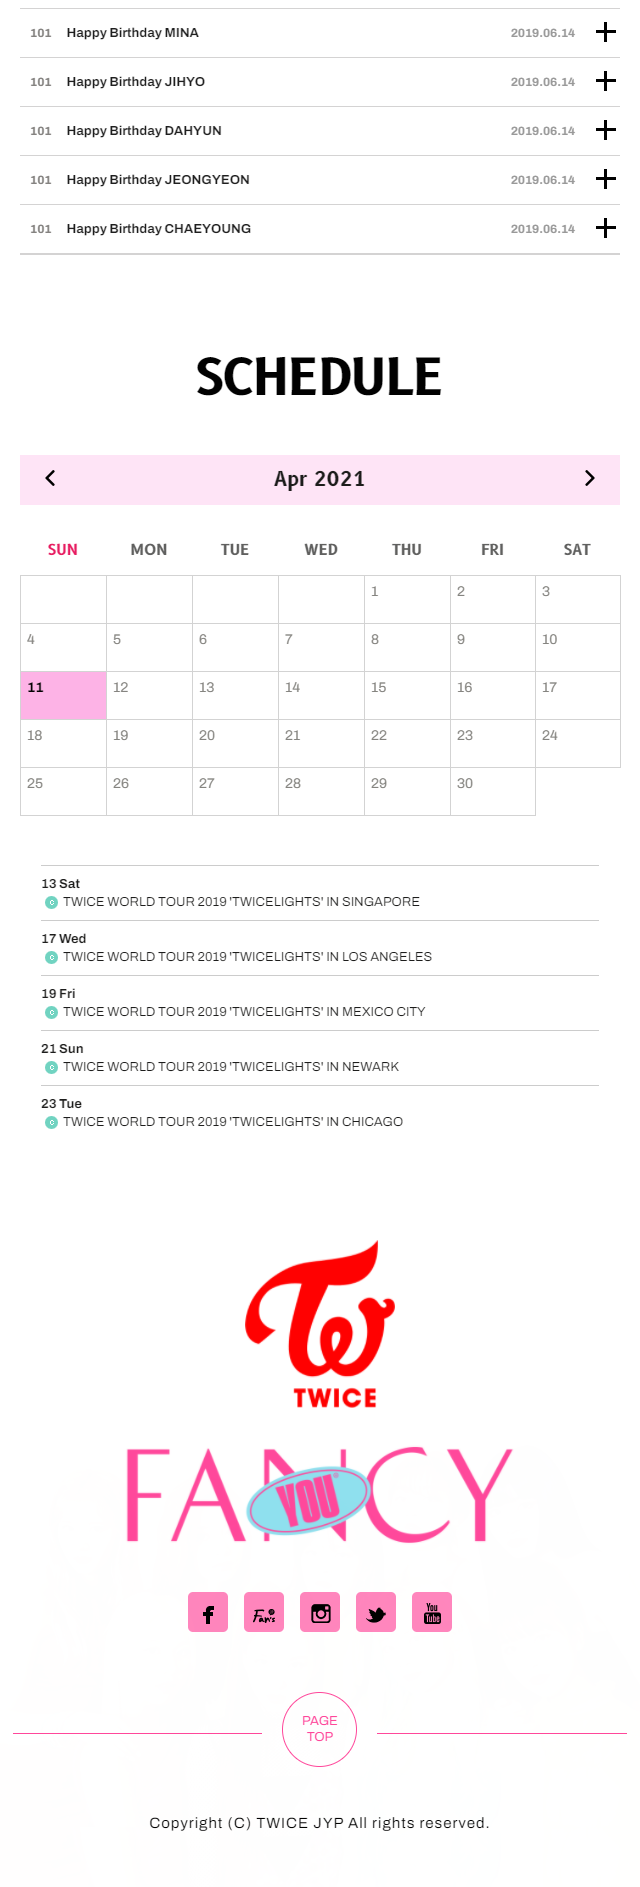 101 Happy Birthday MINA 2019.06.14
101 Happy Birthday JIHYO 2019.06.14
101 Happy Birthday DAHYUN 2019.06.14
101 Happy Birthday JEONGYEON 2019.06.14
101 Happy Birthday CHAEYOUNG 2019.06.14
SCHEDULE
Apr 2021
SUN MON TUE WED THU FRI SAT
1 2 3
4 5 6 7 8 9 10
11 12 13 14 15 16 17
18 19 20 21 22 23 24
25 26 27 28 29 30
13 Sat
C TWICE WORLD TOUR 2019 'TWICELIGHTS' IN SINGAPORE
17 Wed
C TWICE WORLD TOUR 2019 'TWICELIGHTS' IN LOS ANGELES
19 Fri
C TWICE WORLD TOUR 2019 'TWICELIGHTS' IN MEXICO CITY
21 Sun
C TWICE WORLD TOUR 2019 'TWICELIGHTS' IN NEWARK
23 Tue
C TWICE WORLD TOUR 2019 'TWICELIGHTS' IN CHICAGO
TW
TWICE
FANCY
YOU
f Fan's You Tube
PAGE
TOP
Copyright (C) TWICE JYP All rights reserved.